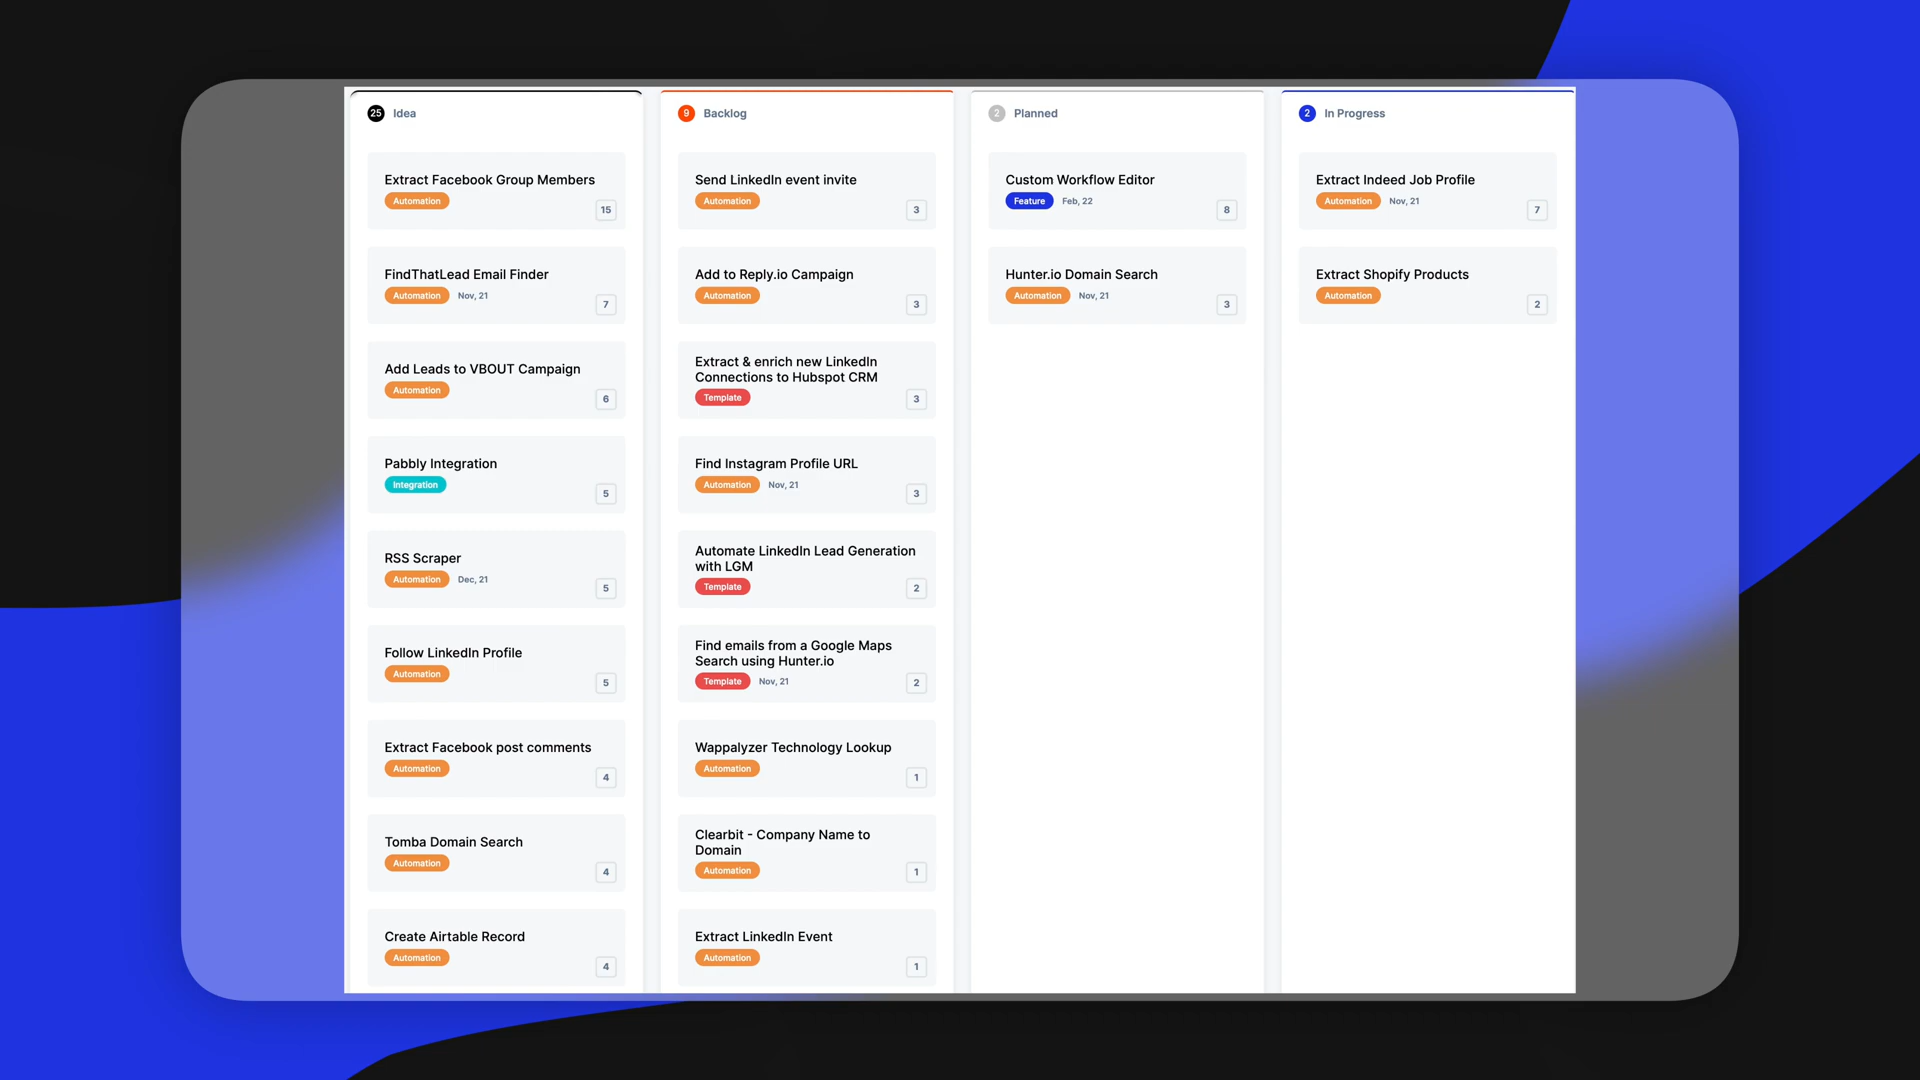 25 Idea
Extract Facebook Group Members
Automation
15
FindThatLead Email Finder
Automation Nov, 21
7
Add Leads to VBOUT Campaign
Automation
6
Pabbly Integration
Integration
5
RSS Scraper
Automation Dec, 21
5
Follow LinkedIn Profile
Automation
5
Extract Facebook post comments
Automation
4
Tomba Domain Search
Automation
4
Create Airtable Record
Automation
4
9 Backlog
Send LinkedIn event invite
Automation
3
Add to Reply.io Campaign
Automation
3
Extract & enrich new LinkedIn
Connections to Hubspot CRM
Template
3
Find Instagram Profile URL
Automation Nov, 21
3
Automate LinkedIn Lead Generation
with LGM
Template
2
Find emails from a Google Maps
Search using Hunter.io
Template Nov, 21
2
Wappalyzer Technology Lookup
Automation
1
Clearbit - Company Name to
Domain
Automation
1
Extract LinkedIn Event
Automation
1
2 Planned
Custom Workflow Editor
Feature Feb, 22
8
Hunter.io Domain Search
Automation Nov, 21
3
2 In Progress
Extract Indeed Job Profile
Automation Nov, 21
7
Extract Shopify Products
Automation
2